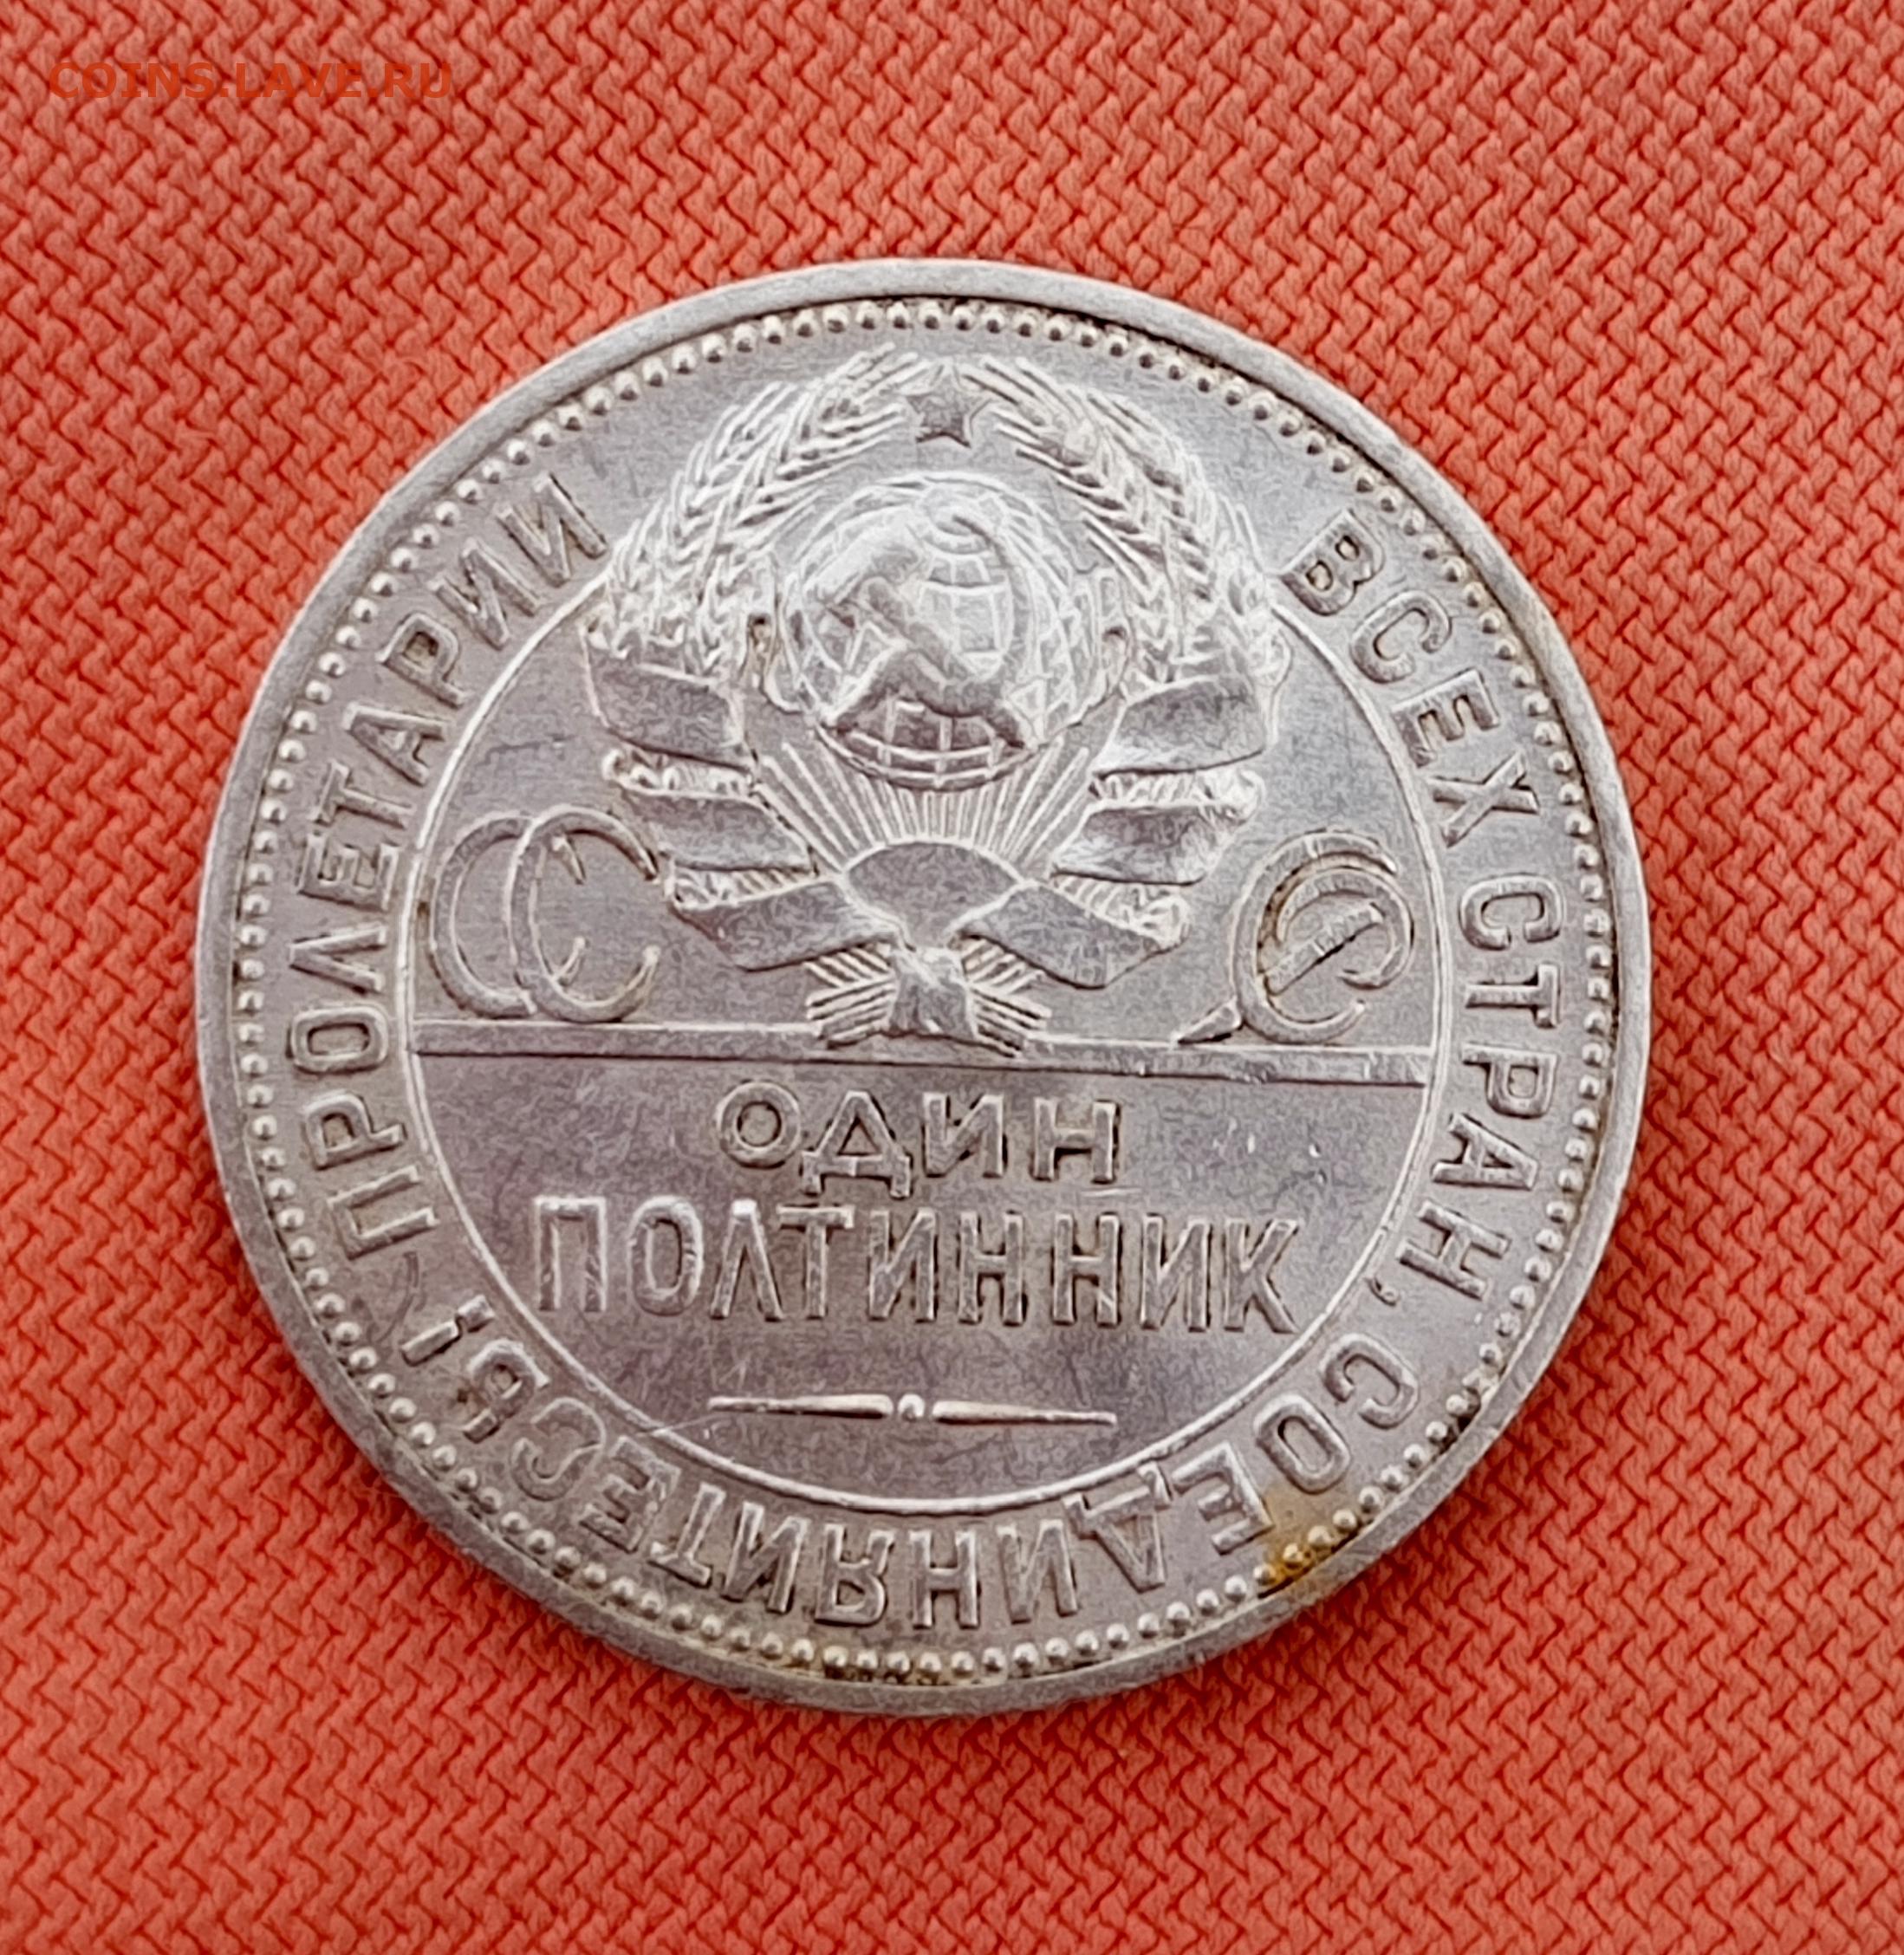 COINS.LAVE.RU
ПРОЛЕТАРИИ ВСЕХ СТРАН, СОЕДИНЯЙТЕСЬ!
СССР
ОДИН
ПОЛТИННИК